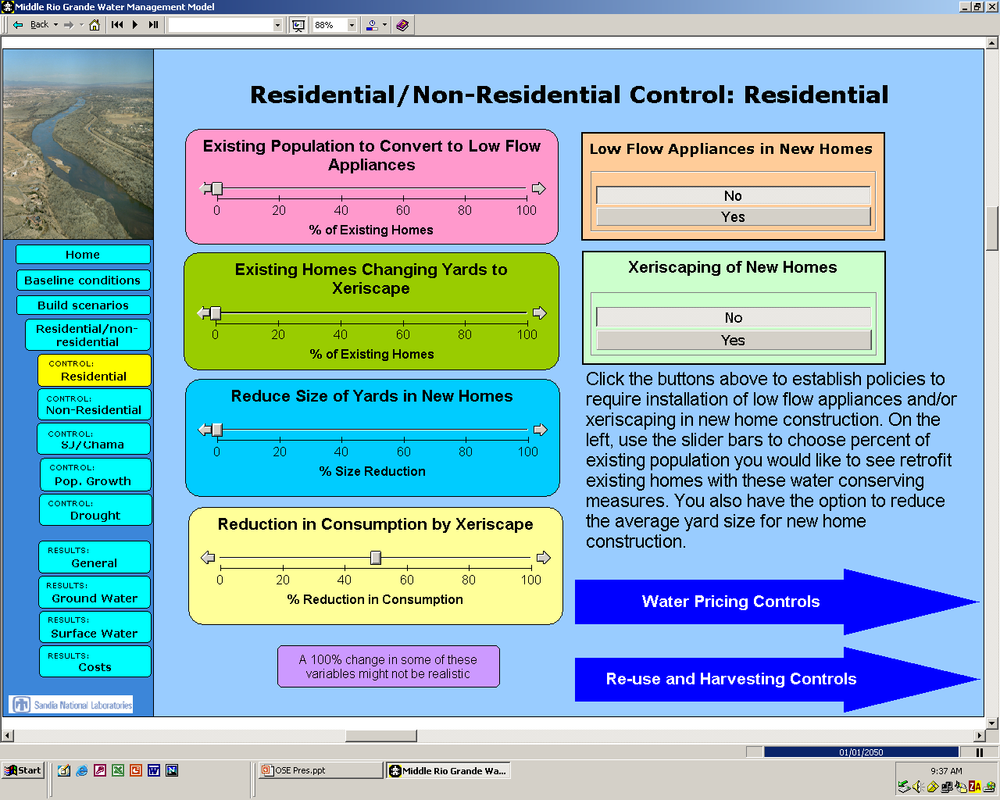 Middle Rio Grande Water Management Model
Back
88%
Residential/Non-Residential Control: Residential
Existing Population to Convert to Low Flow
Appliances
0 20 40 60 80 100
% of Existing Homes
Low Flow Appliances in New Homes
No
Yes
Home
Baseline conditions
Build scenarios
Residential/non-
residential
CONTROL:
Residential
CONTROL:
Non-Residential
CONTROL:
SJ/Chama
CONTROL:
Pop. Growth
CONTROL:
Drought
RESULTS:
General
RESULTS:
Ground Water
RESULTS:
Surface Water
RESULTS:
Costs
Sandia National Laboratories
Existing Homes Changing Yards to
Xeriscape
0 20 40 60 80 100
% of Existing Homes
Xeriscaping of New Homes
No
Yes
Reduce Size of Yards in New Homes
0 20 40 60 80 100
% Size Reduction
Click the buttons above to establish policies to
require installation of low flow appliances and/or
xeriscaping in new home construction. On the
left, use the slider bars to choose percent of
existing population you would like to see retrofit
existing homes with these water conserving
measures. You also have the option to reduce
the average yard size for new home
construction.
Reduction in Consumption by Xeriscape
0 20 40 60 80 100
% Reduction in Consumption
A 100% change in some of these
variables might not be realistic
Water Pricing Controls
Re-use and Harvesting Controls
01/01/2050
Start
OSE Pres.ppt
Middle Rio Grande Wa...
9:37 AM